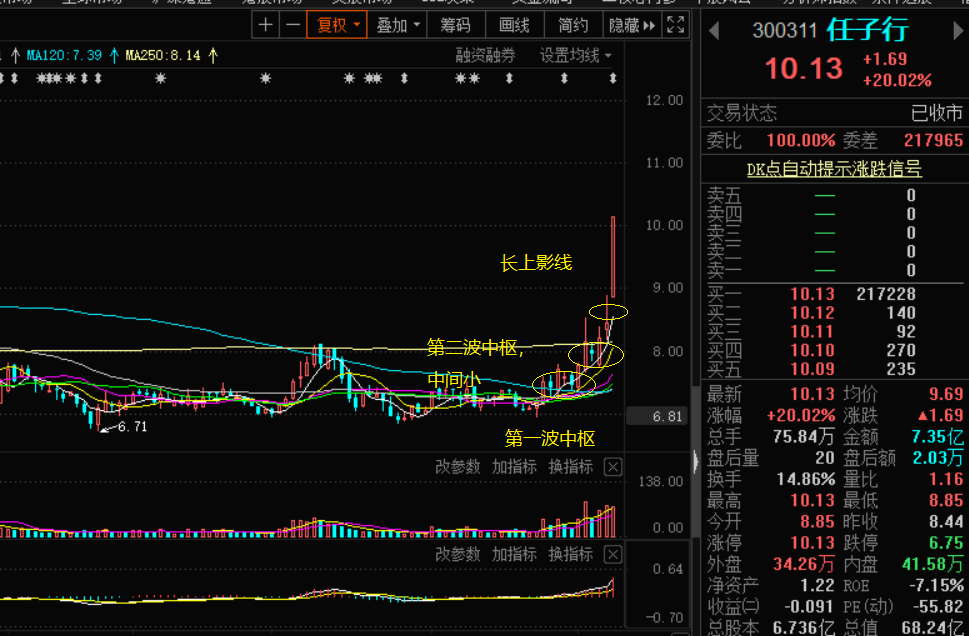 + － 复权 叠加 筹码 画线 简约 隐藏
MA120:7.39 ↑ MA250:8.14 ↑
融资融券 设置均线
12.00
11.00
10.00
9.00
8.00
6.81
长上影线
第二波中枢,
中间小
第一波中枢
6.71
改参数 加指标 换指标
138.00
0.00
改参数 加指标 换指标
0.64
-0.70
300311 任子行
10.13 +1.69
+20.02%
交易状态 已收市
委比 100.00% 委差 217965
DK点自动提示涨跌信号
卖五 — 0
卖四 — 0
卖三 — 0
卖二 — 0
卖一 — 0
买一 10.13 217228
买二 10.12 140
买三 10.11 92
买四 10.10 270
买五 10.09 235
最新 10.13 均价 9.69
涨幅 +20.02% 涨跌 ▲1.69
总手 75.84万 金额 7.35亿
盘后量 20 盘后额 2.03万
换手 14.86% 量比 1.16
最高 10.13 最低 8.85
今开 8.85 昨收 8.44
涨停 10.13 跌停 6.75
外盘 34.26万 内盘 41.58万
净资产 1.22 ROE -7.15%
收益㈡ -0.091 PE(动) -55.82
总股本 6.736亿 总值 68.24亿